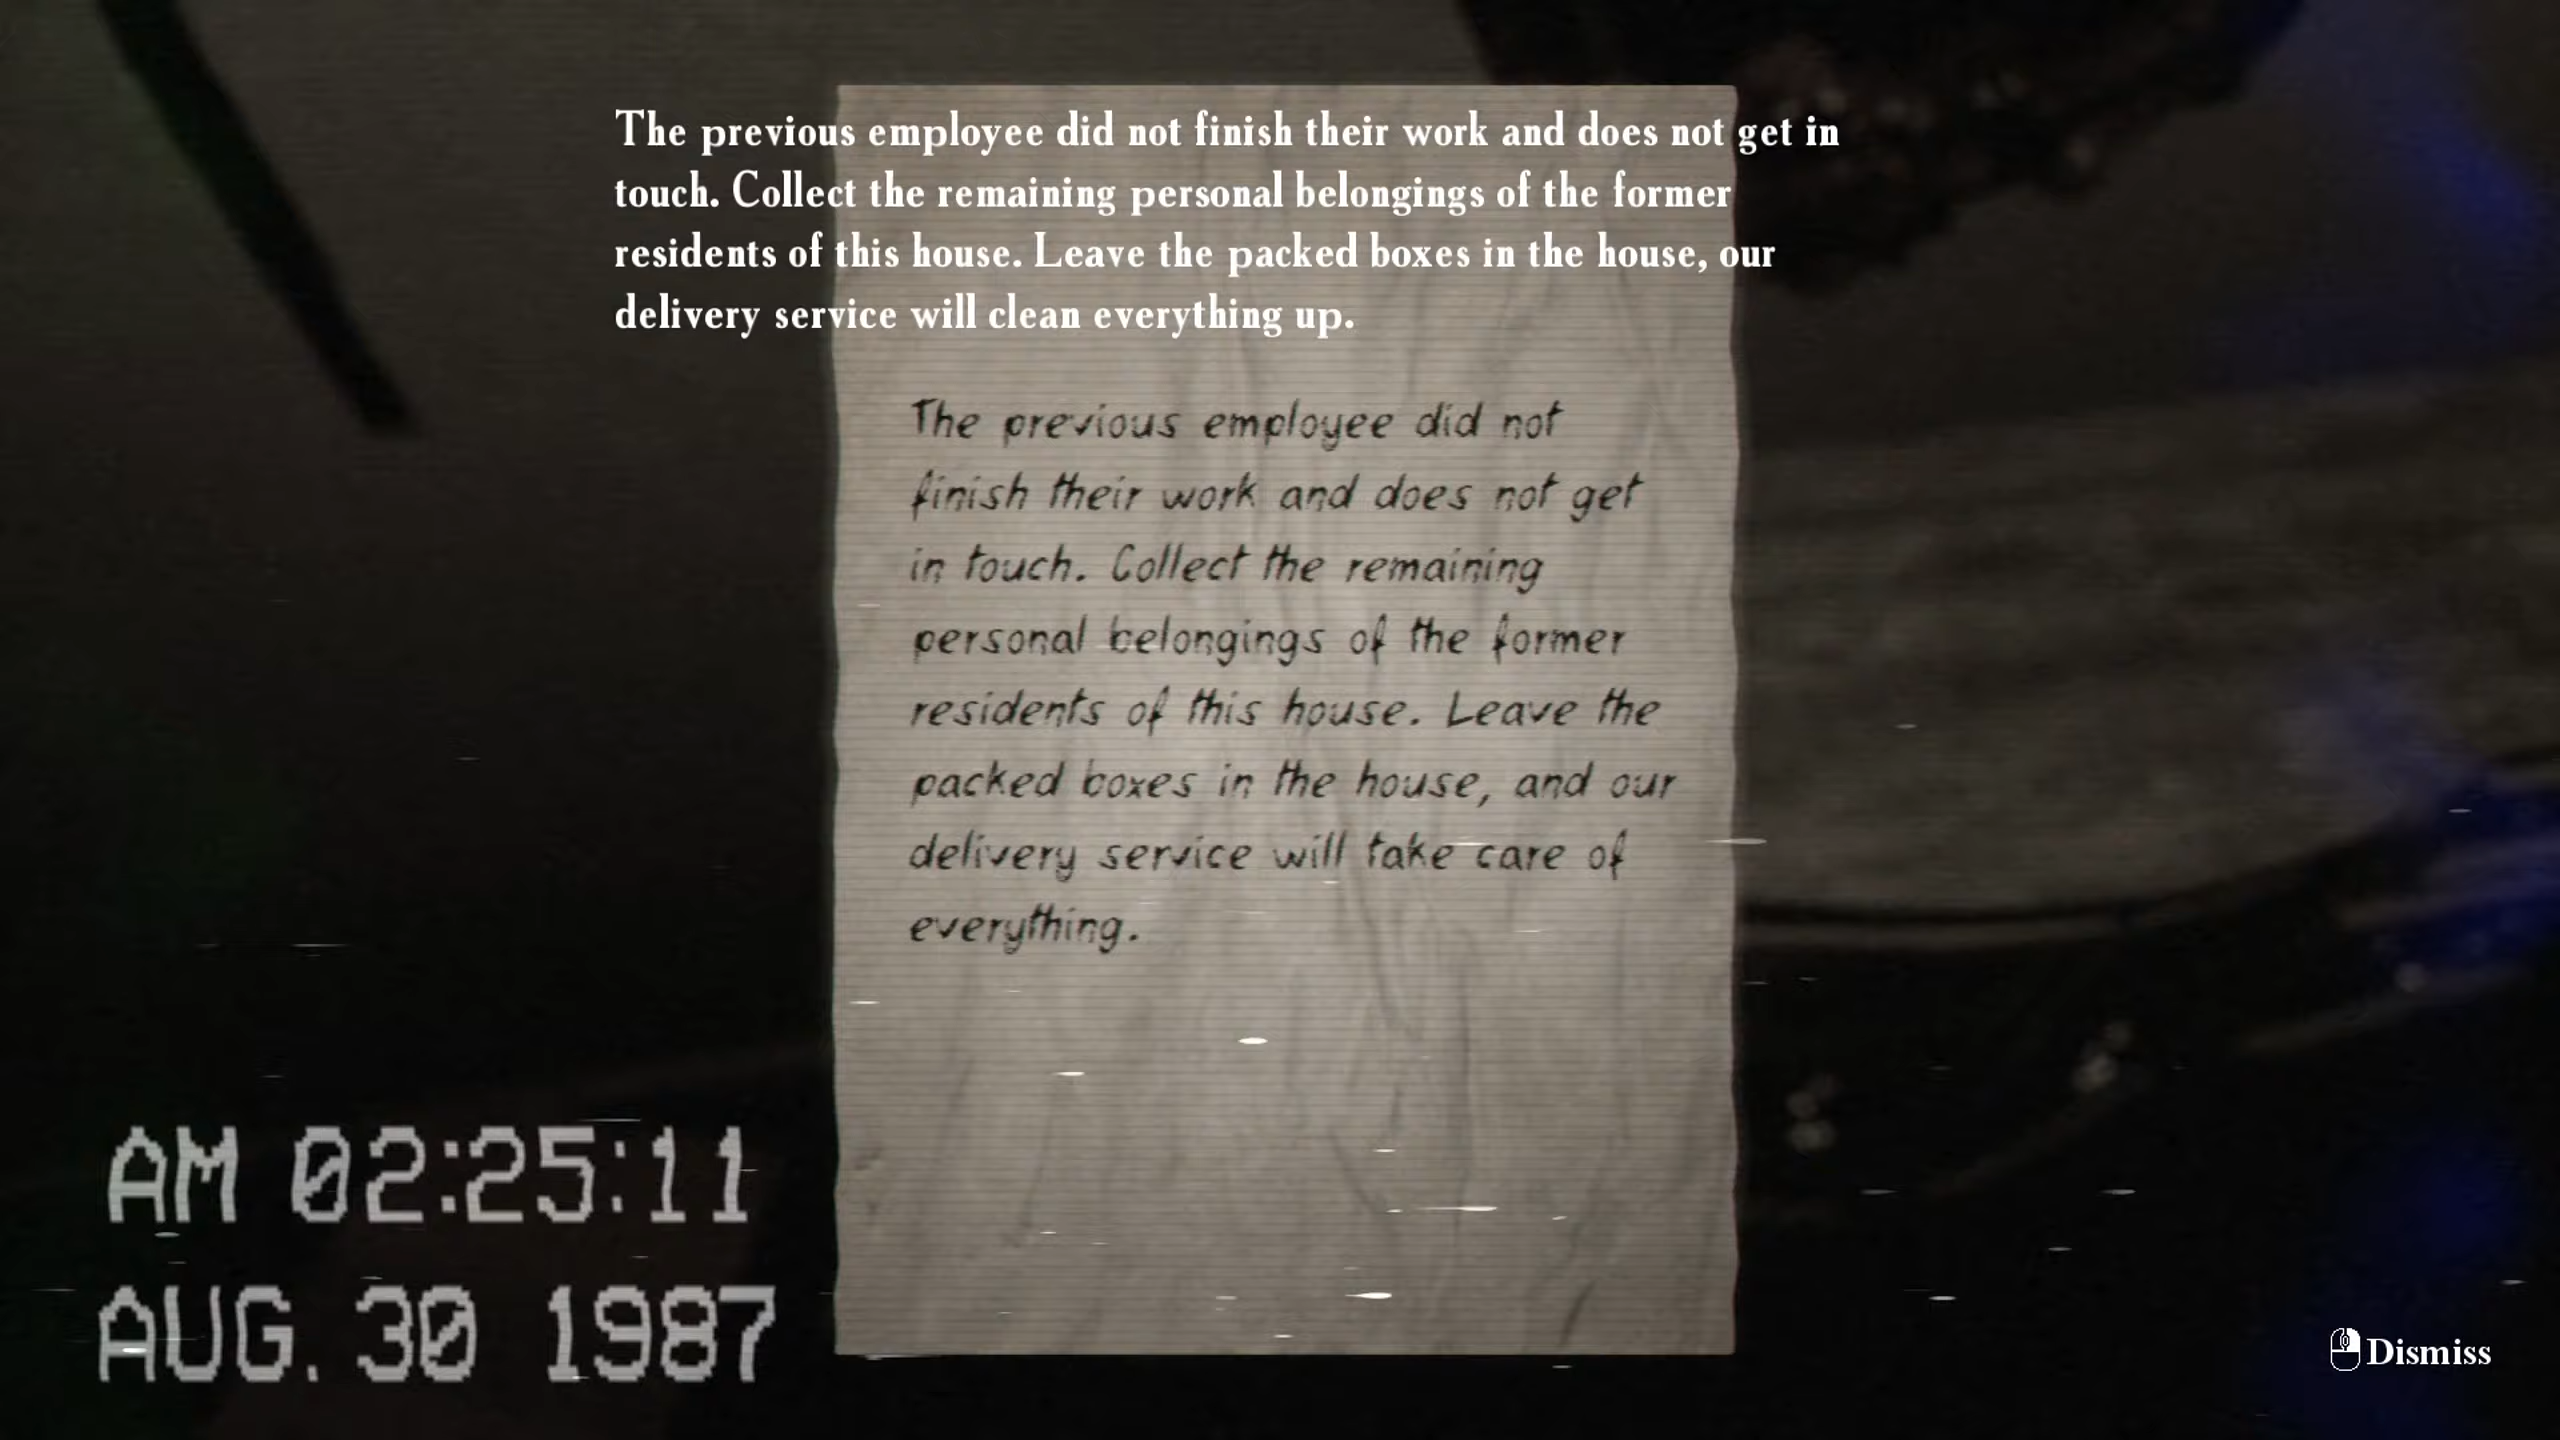 The previous employee did not finish their work and does not get in
touch. Collect the remaining personal belongings of the former
residents of this house. Leave the packed boxes in the house, our
delivery service will clean everything up.
The previous employee did not
finish their work and does not get
in touch. Collect the remaining
personal belongings of the former
residents of this house. Leave the
packed boxes in the house, and our
delivery service will take care of
everything.
AM 02:25:11
AUG. 30 1987
Dismiss